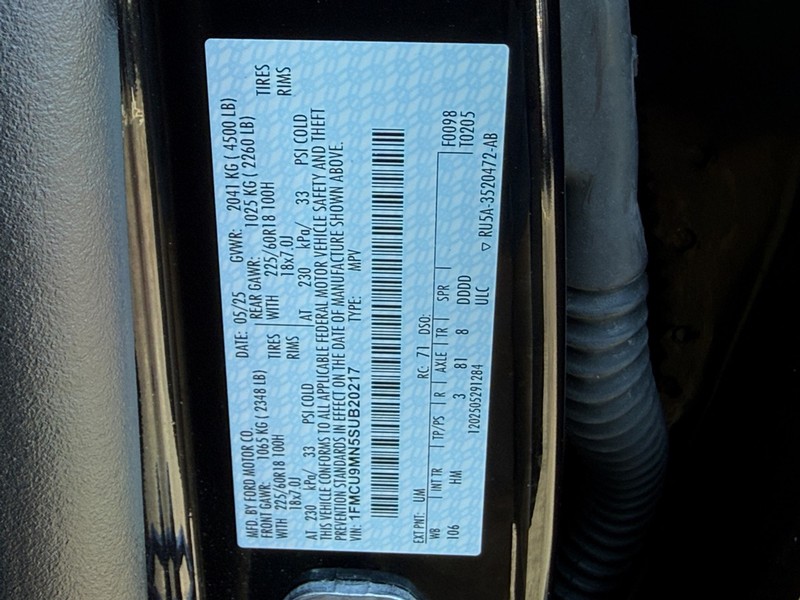 MFD. BY FORD MOTOR CO. DATE: 05/25 GVWR: 2041 KG ( 4500 LB)
FRONT GAWR: 1065 KG ( 2348 LB) REAR GAWR: 1025 KG ( 2260 LB)
WITH 225/60R18 100H TIRES WITH 225/60R18 100H TIRES
18x7.0J RIMS 18x7.0J RIMS
AT 230 kPa/ 33 PSI COLD AT 230 kPa/ 33 PSI COLD
THIS VEHICLE CONFORMS TO ALL APPLICABLE FEDERAL MOTOR VEHICLE SAFETY AND THEFT
PREVENTION STANDARDS IN EFFECT ON THE DATE OF MANUFACTURE SHOWN ABOVE.
VIN: 1FMCU9MN5SUB20217 TYPE: MPV
EXT PNT: UM RC: 71 DSO: F0098
WB INT TR TP/PS R AXLE TR SPR T0205
106 HM 3 81 8 DDDD
1202505291284 ULC ▽ RU5A-3520472-AB